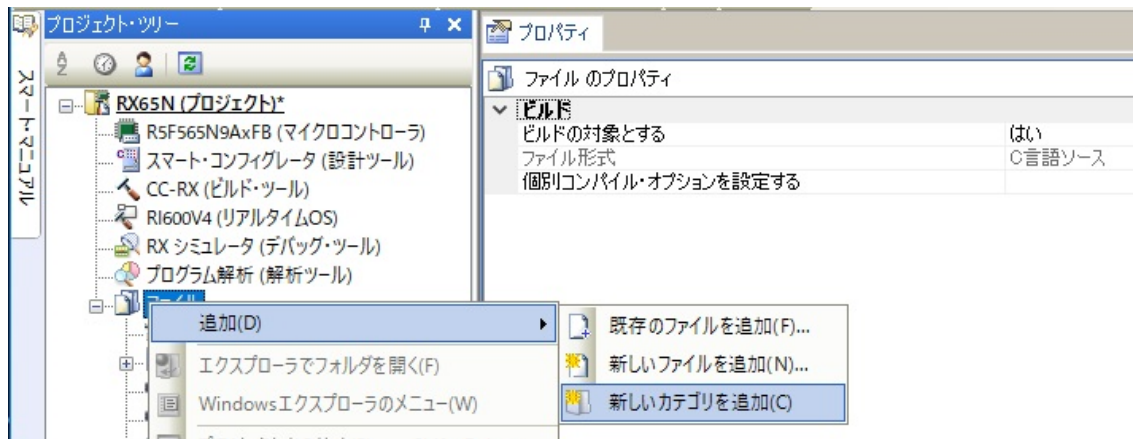 スマート・マニュアル
プロジェクト・ツリー
RX65N (プロジェクト)*
R5F565N9AxFB (マイクロコントローラ)
スマート・コンフィグレータ (設計ツール)
CC-RX (ビルド・ツール)
RI600V4 (リアルタイムOS)
RX シミュレータ (デバッグ・ツール)
プログラム解析 (解析ツール)
ファイル
追加(D)
エクスプローラでフォルダを開く(F)
Windowsエクスプローラのメニュー(W)
既存のファイルを追加(F)...
新しいファイルを追加(N)...
新しいカテゴリを追加(C)
プロパティ
ファイル のプロパティ
ビルド
ビルドの対象とする はい
ファイル形式 C言語ソース
個別コンパイル・オプションを設定する